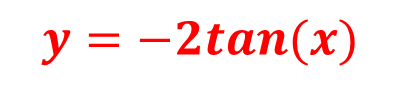 y = −2tan(x)